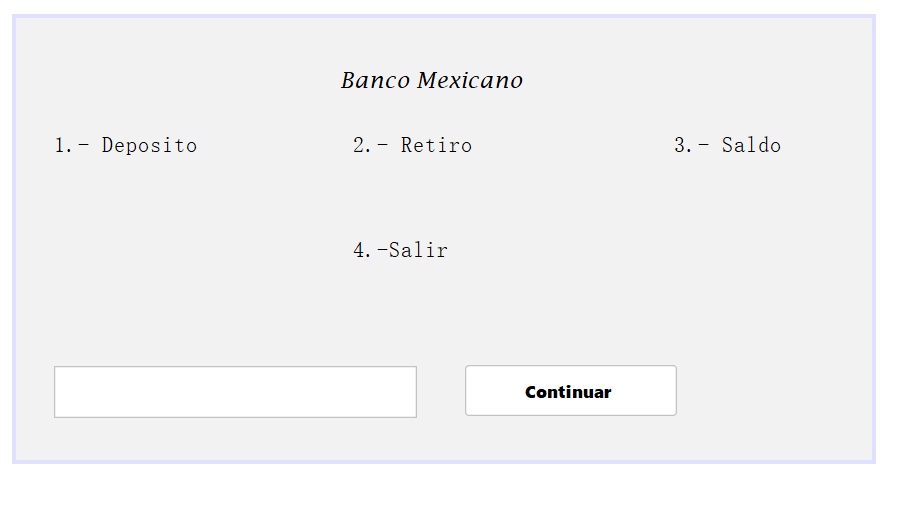 Banco Mexicano
1.- Deposito 2.- Retiro 3.- Saldo
4.-Salir
Continuar